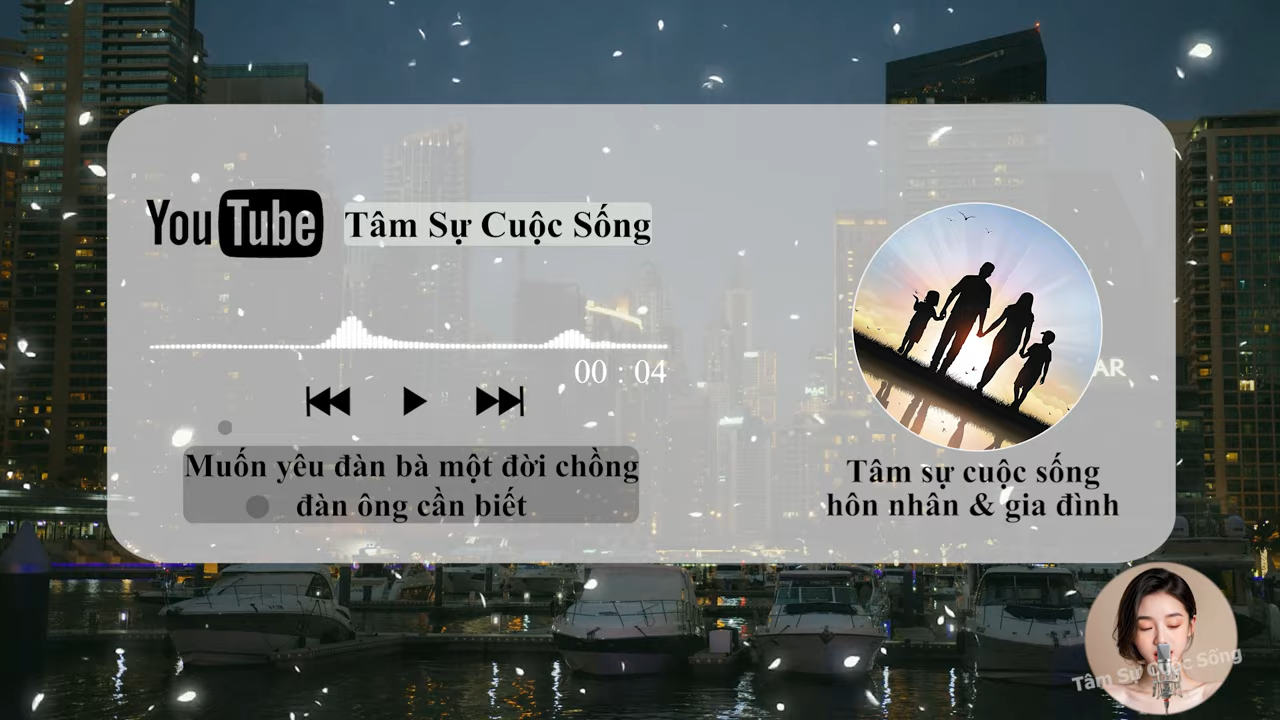 YouTube
Tâm Sự Cuộc Sống
00 : 04
Muốn yêu đàn bà một đời chồng
đàn ông cần biết
Tâm sự cuộc sống
hôn nhân & gia đình
AR
Tâm Sự Cuộc Sống